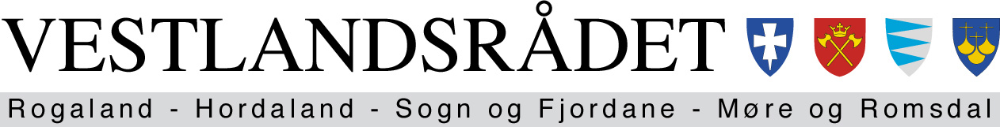 VESTLANDSRÅDET
Rogaland - Hordaland - Sogn og Fjordane - Møre og Romsdal